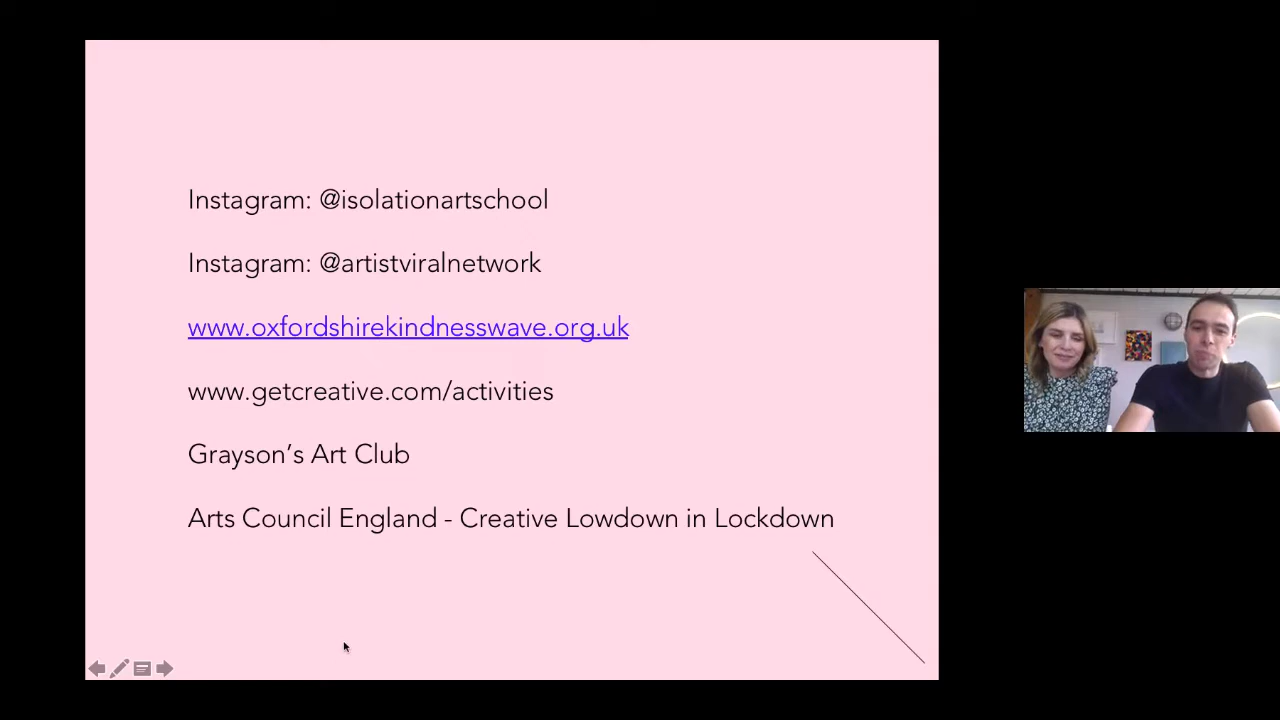 Instagram: @isolationartschool
Instagram: @artistviralnetwork
www.oxfordshirekindnesswave.org.uk
www.getcreative.com/activities
Grayson’s Art Club
Arts Council England - Creative Lowdown in Lockdown